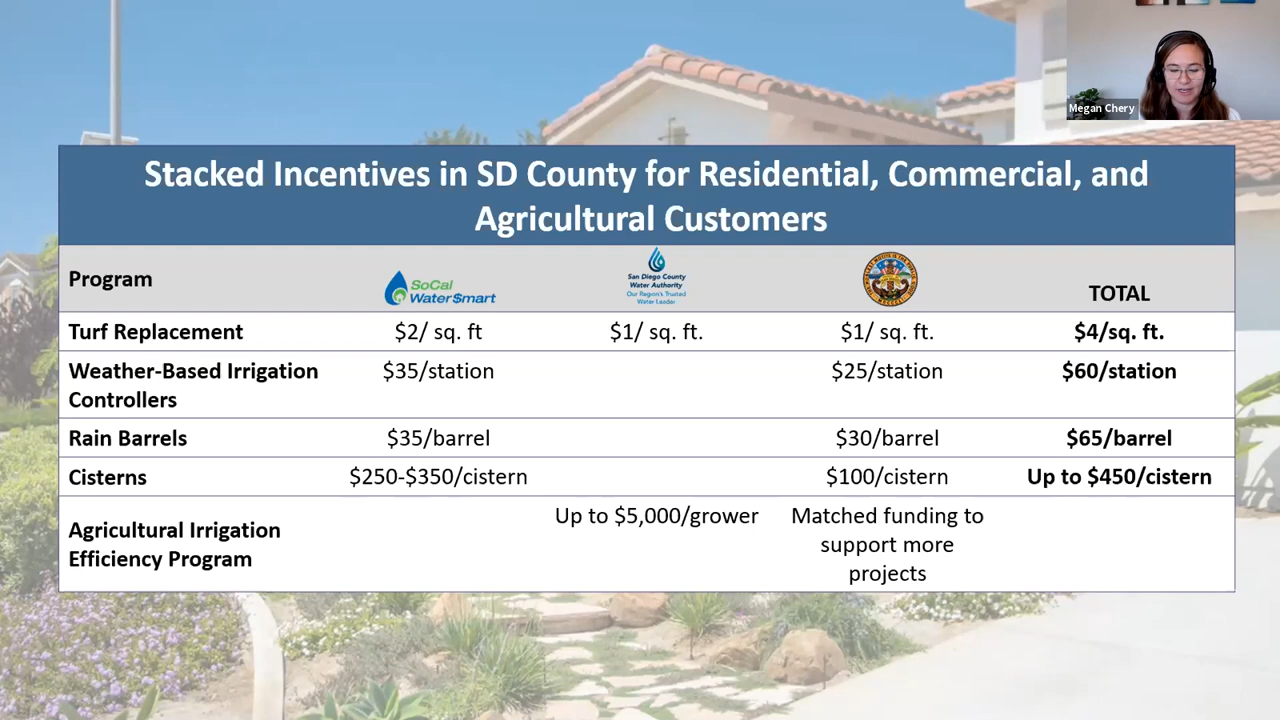 Megan Chery
Stacked Incentives in SD County for Residential, Commercial, and
Agricultural Customers
Program
SoCal
Water$mart
San Diego County
Water Authority
Our Region's Trusted
Water Leader
TOTAL
Turf Replacement
$2/ sq. ft
$1/ sq. ft.
$1/ sq. ft.
$4/sq. ft.
Weather-Based Irrigation
Controllers
$35/station
$25/station
$60/station
Rain Barrels
$35/barrel
$30/barrel
$65/barrel
Cisterns
$250-$350/cistern
$100/cistern
Up to $450/cistern
Agricultural Irrigation
Efficiency Program
Up to $5,000/grower
Matched funding to
support more
projects